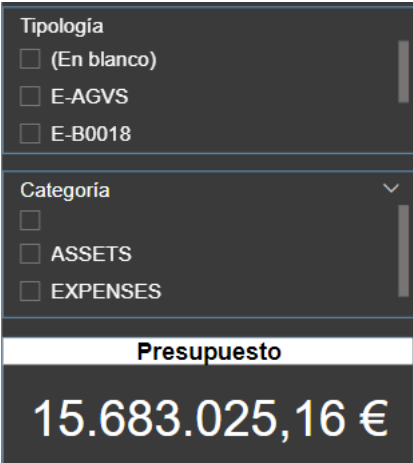 Tipología
(En blanco)
E-AGVS
E-B0018
Categoría
ASSETS
EXPENSES
Presupuesto
15.683.025,16 €